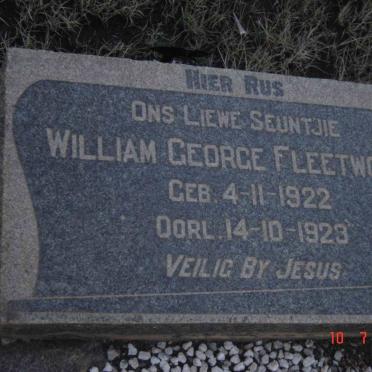 HIER RUS
ONS LIEWE SEUNTJIE
WILLIAM GEORGE FLEETWO
GEB. 4-11-1922
OORL. 14-10-1923
VEILIG BY JESUS
10 7